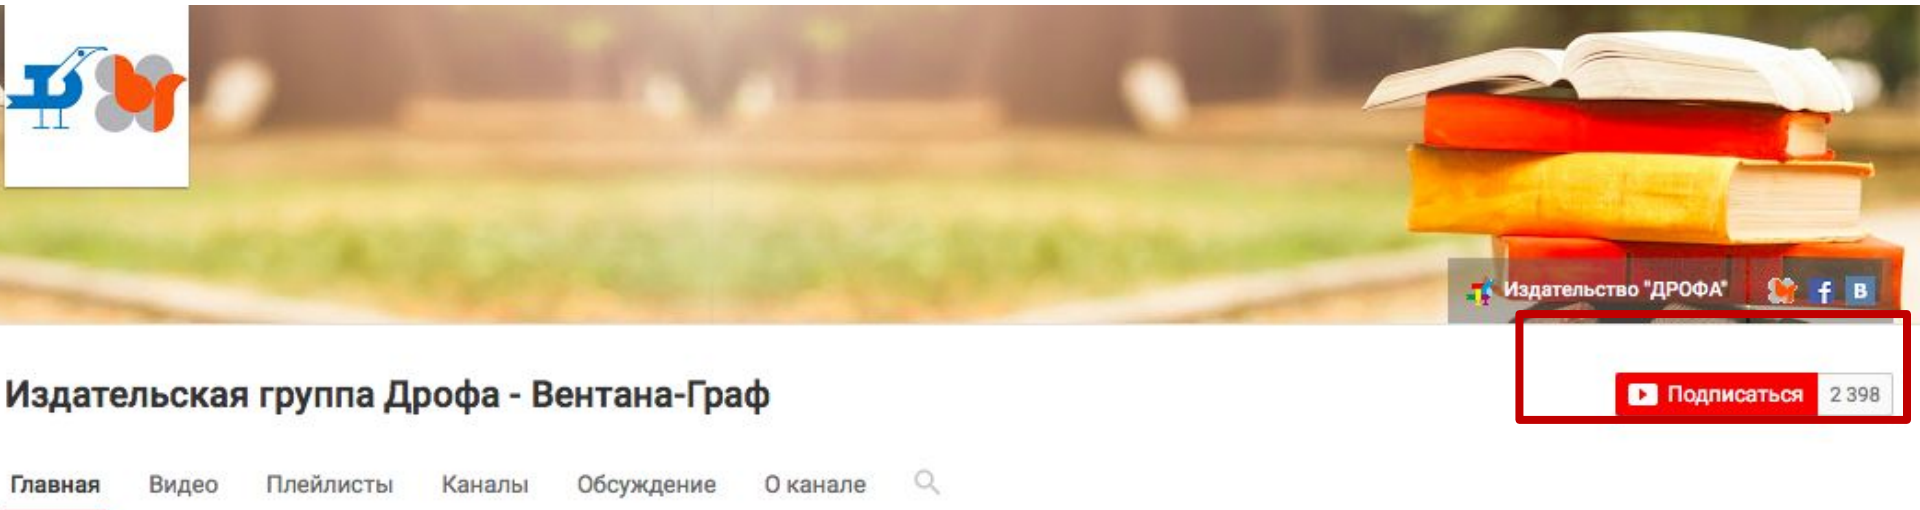 Издательство "ДРОФА"
Издательская группа Дрофа - Вентана-Граф
Подписаться 2 398
Главная Видео Плейлисты Каналы Обсуждение О канале